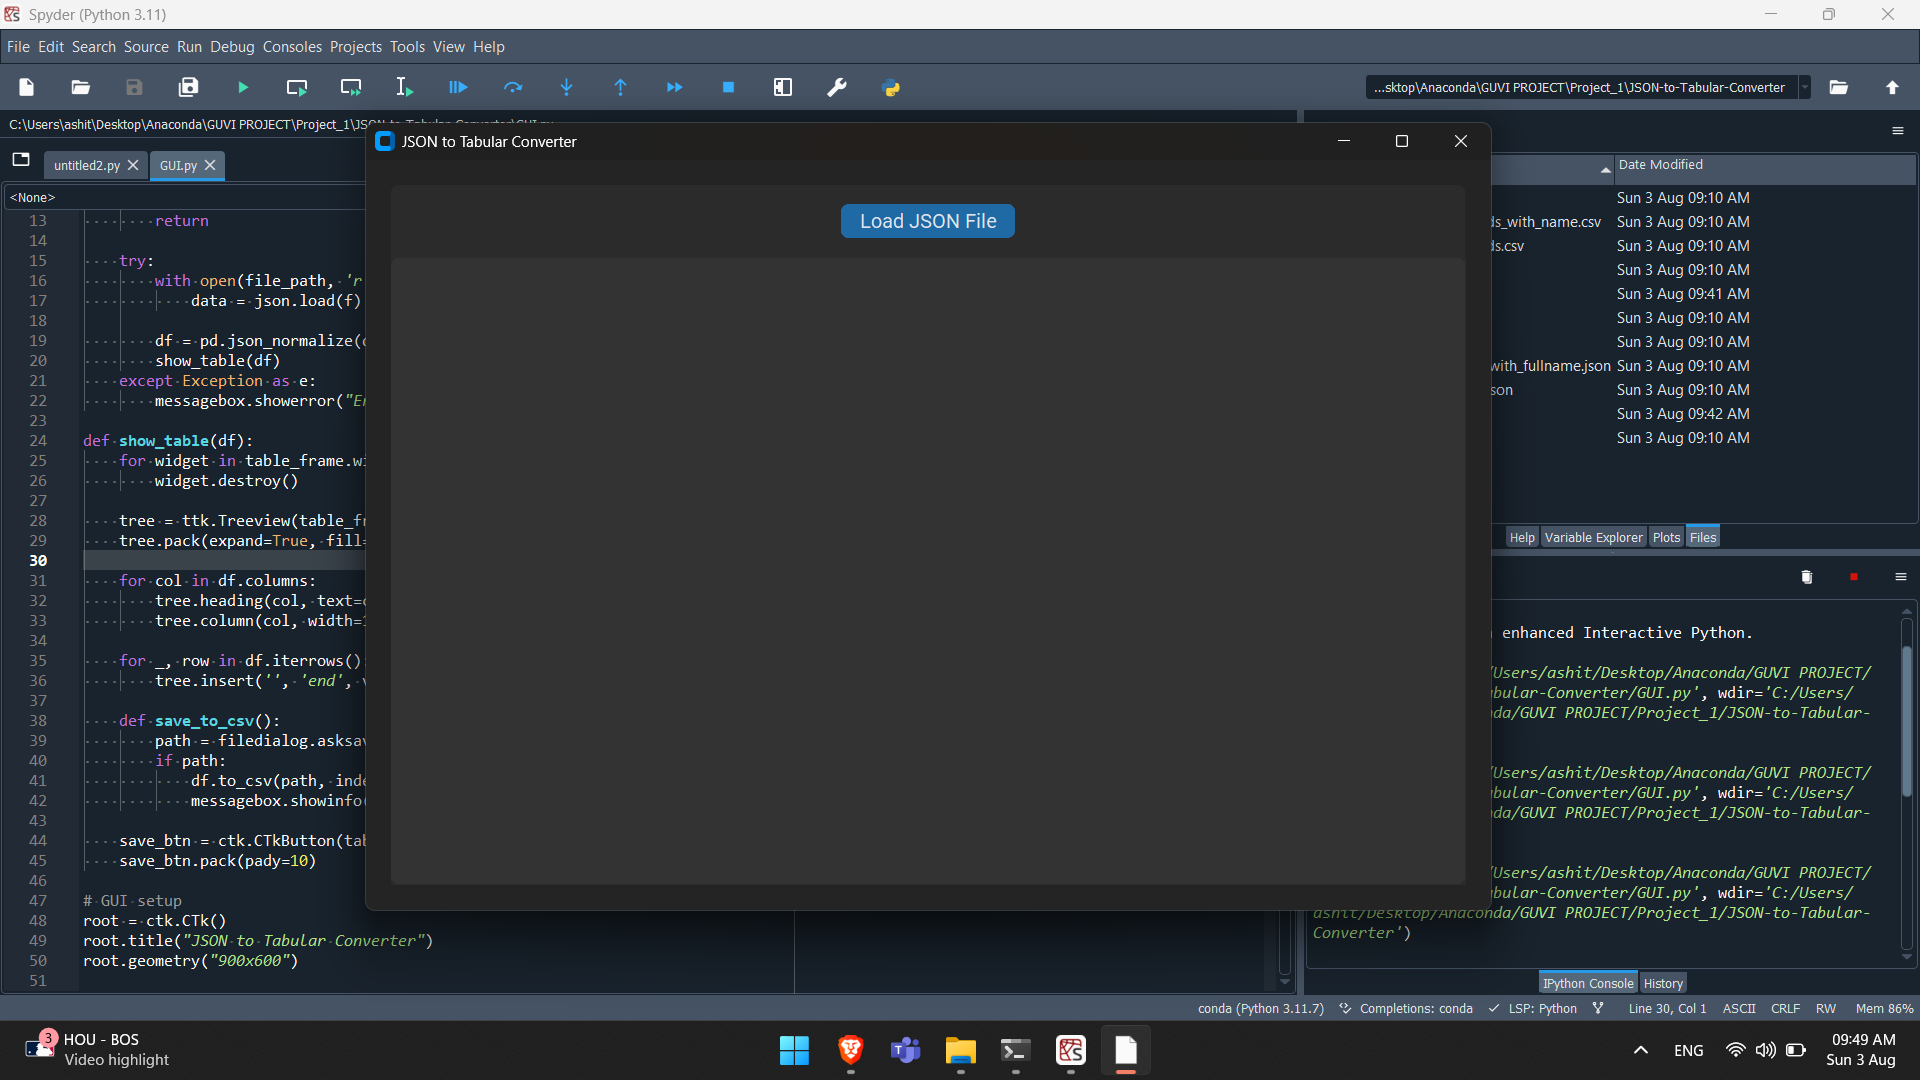 Spyder (Python 3.11)
File Edit Search Source Run Debug Consoles Projects Tools View Help
...sktop\Anaconda\GUVI PROJECT\Project_1\JSON-to-Tabular-Converter
C:\Users\ashit\Desktop\Anaconda\GUVI PROJECT\Project_1\JSON-to-Tabular-Converter\GUI.py
untitled2.py GUI.py
<None>
13 return
14
15 try:
16 with open(file_path, 'r
17 data = json.load(f)
18
19 df = pd.json_normalize(
20 show_table(df)
21 except Exception as e:
22 messagebox.showerror("Er
23
24 def show_table(df):
25 for widget in table_frame.wi
26 widget.destroy()
27
28 tree = ttk.Treeview(table_fr
29 tree.pack(expand=True, fill=
30
31 for col in df.columns:
32 tree.heading(col, text=
33 tree.column(col, width=
34
35 for _, row in df.iterrows():
36 tree.insert('', 'end', v
37
38 def save_to_csv():
39 path = filedialog.asksav
40 if path:
41 df.to_csv(path, inde
42 messagebox.showinfo(
43
44 save_btn = ctk.CTkButton(tab
45 save_btn.pack(pady=10)
46
47 # GUI setup
48 root = ctk.CTk()
49 root.title("JSON to Tabular Converter")
50 root.geometry("900x600")
51
JSON to Tabular Converter
Load JSON File
Date Modified
Sun 3 Aug 09:10 AM
ds_with_name.csv Sun 3 Aug 09:10 AM
ds.csv Sun 3 Aug 09:10 AM
Sun 3 Aug 09:10 AM
Sun 3 Aug 09:41 AM
Sun 3 Aug 09:10 AM
Sun 3 Aug 09:10 AM
with_fullname.json Sun 3 Aug 09:10 AM
son Sun 3 Aug 09:10 AM
Sun 3 Aug 09:42 AM
Sun 3 Aug 09:10 AM
Help Variable Explorer Plots Files
enhanced Interactive Python.
Users/ashit/Desktop/Anaconda/GUVI PROJECT/
bular-Converter/GUI.py', wdir='C:/Users/
da/GUVI PROJECT/Project_1/JSON-to-Tabular-
Users/ashit/Desktop/Anaconda/GUVI PROJECT/
bular-Converter/GUI.py', wdir='C:/Users/
da/GUVI PROJECT/Project_1/JSON-to-Tabular-
Users/ashit/Desktop/Anaconda/GUVI PROJECT/
bular-Converter/GUI.py', wdir='C:/Users/
ashit/Desktop/Anaconda/GUVI PROJECT/Project_1/JSON-to-Tabular-
Converter')
IPython Console History
conda (Python 3.11.7) Completions: conda LSP: Python Line 30, Col 1 ASCII CRLF RW Mem 86%
3
HOU - BOS
Video highlight
ENG
09:49 AM
Sun 3 Aug